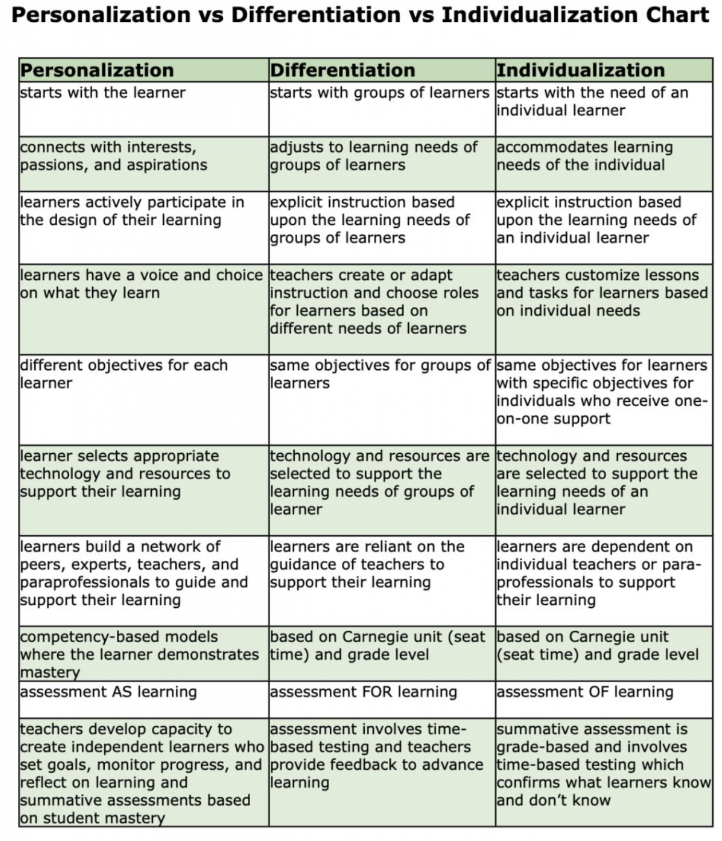 Personalization vs Differentiation vs Individualization Chart
Personalization
Differentiation
Individualization
starts with the learner
starts with groups of learners
starts with the need of an
individual learner
connects with interests,
passions, and aspirations
adjusts to learning needs of
groups of learners
accommodates learning
needs of the individual
learners actively participate in
the design of their learning
explicit instruction based
upon the learning needs of
groups of learners
explicit instruction based
upon the learning needs of
an individual learner
learners have a voice and choice
on what they learn
teachers create or adapt
instruction and choose roles
for learners based on
different needs of learners
teachers customize lessons
and tasks for learners based
on individual needs
different objectives for each
learner
same objectives for groups of
learners
same objectives for learners
with specific objectives for
individuals who receive one-
on-one support
learner selects appropriate
technology and resources to
support their learning
technology and resources are
selected to support the
learning needs of groups of
learner
technology and resources
are selected to support the
learning needs of an
individual learner
learners build a network of
peers, experts, teachers, and
paraprofessionals to guide and
support their learning
learners are reliant on the
guidance of teachers to
support their learning
learners are dependent on
individual teachers or para-
professionals to support
their learning
competency-based models
where the learner demonstrates
mastery
based on Carnegie unit (seat
time) and grade level
based on Carnegie unit
(seat time) and grade level
assessment AS learning
assessment FOR learning
assessment OF learning
teachers develop capacity to
create independent learners who
set goals, monitor progress, and
reflect on learning and
summative assessments based
on student mastery
assessment involves time-
based testing and teachers
provide feedback to advance
learning
summative assessment is
grade-based and involves
time-based testing which
confirms what learners know
and don’t know